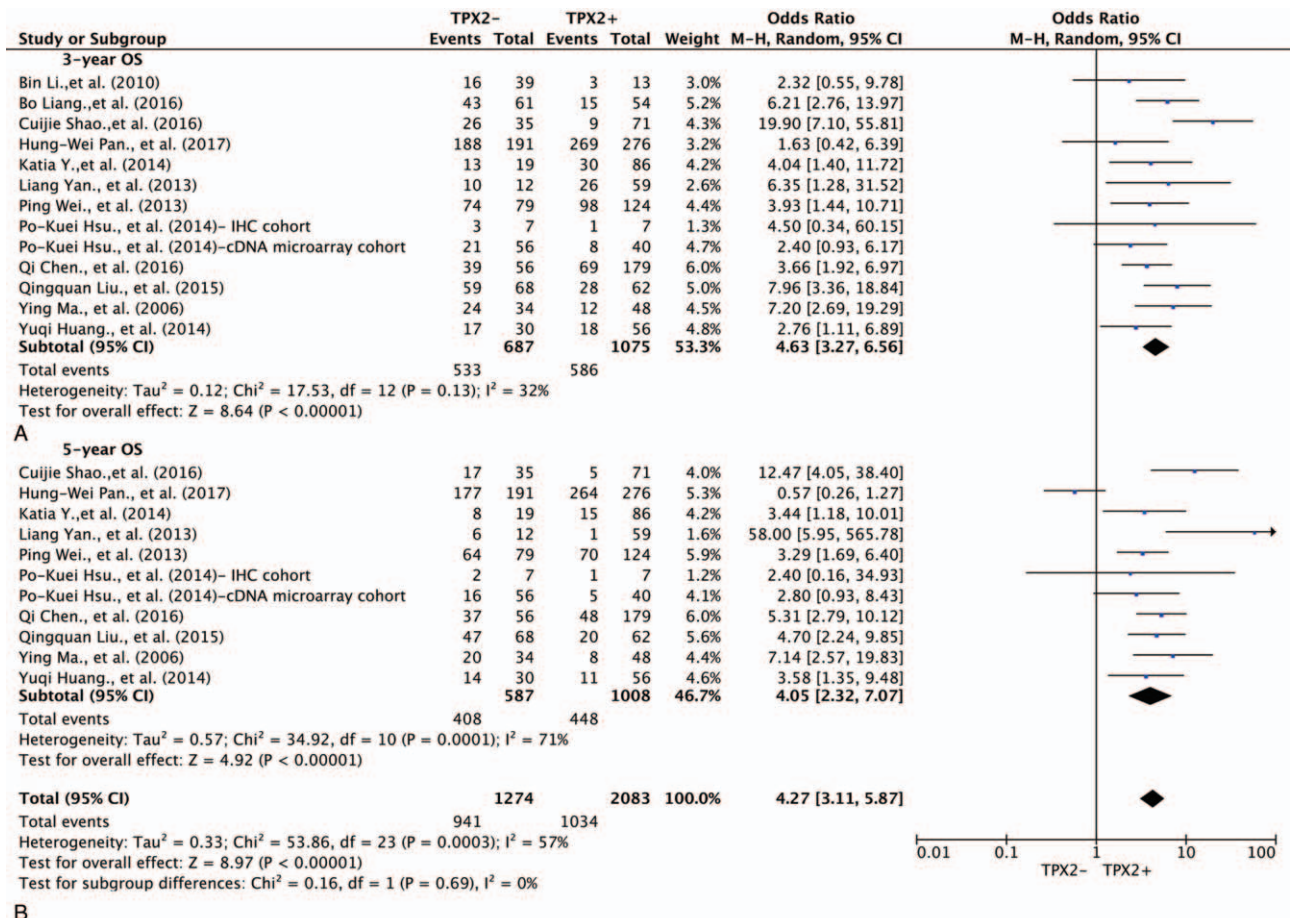 TPX2- TPX2+ Odds Ratio Odds Ratio
Study or Subgroup Events Total Events Total Weight M-H, Random, 95% CI M-H, Random, 95% CI
3-year OS
Bin Li.,et al. (2010) 16 39 3 13 3.0% 2.32 [0.55, 9.78]
Bo Liang.,et al. (2016) 43 61 15 54 5.2% 6.21 [2.76, 13.97]
Cuijie Shao.,et al. (2016) 26 35 9 71 4.3% 19.90 [7.10, 55.81]
Hung-Wei Pan., et al. (2017) 188 191 269 276 3.2% 1.63 [0.42, 6.39]
Katia Y.,et al. (2014) 13 19 30 86 4.2% 4.04 [1.40, 11.72]
Liang Yan., et al. (2013) 10 12 26 59 2.6% 6.35 [1.28, 31.52]
Ping Wei., et al. (2013) 74 79 98 124 4.4% 3.93 [1.44, 10.71]
Po-Kuei Hsu., et al. (2014)- IHC cohort 3 7 1 7 1.3% 4.50 [0.34, 60.15]
Po-Kuei Hsu., et al. (2014)-cDNA microarray cohort 21 56 8 40 4.7% 2.40 [0.93, 6.17]
Qi Chen., et al. (2016) 39 56 69 179 6.0% 3.66 [1.92, 6.97]
Qingquan Liu., et al. (2015) 59 68 28 62 5.0% 7.96 [3.36, 18.84]
Ying Ma., et al. (2006) 24 34 12 48 4.5% 7.20 [2.69, 19.29]
Yuqi Huang., et al. (2014) 17 30 18 56 4.8% 2.76 [1.11, 6.89]
Subtotal (95% CI) 687 1075 53.3% 4.63 [3.27, 6.56]
Total events 533 586
Heterogeneity: Tau² = 0.12; Chi² = 17.53, df = 12 (P = 0.13); I² = 32%
Test for overall effect: Z = 8.64 (P < 0.00001)
A
5-year OS
Cuijie Shao.,et al. (2016) 17 35 5 71 4.0% 12.47 [4.05, 38.40]
Hung-Wei Pan., et al. (2017) 177 191 264 276 5.3% 0.57 [0.26, 1.27]
Katia Y.,et al. (2014) 8 19 15 86 4.2% 3.44 [1.18, 10.01]
Liang Yan., et al. (2013) 6 12 1 59 1.6% 58.00 [5.95, 565.78]
Ping Wei., et al. (2013) 64 79 70 124 5.9% 3.29 [1.69, 6.40]
Po-Kuei Hsu., et al. (2014)- IHC cohort 2 7 1 7 1.2% 2.40 [0.16, 34.93]
Po-Kuei Hsu., et al. (2014)-cDNA microarray cohort 16 56 5 40 4.1% 2.80 [0.93, 8.43]
Qi Chen., et al. (2016) 37 56 48 179 6.0% 5.31 [2.79, 10.12]
Qingquan Liu., et al. (2015) 47 68 20 62 5.6% 4.70 [2.24, 9.85]
Ying Ma., et al. (2006) 20 34 8 48 4.4% 7.14 [2.57, 19.83]
Yuqi Huang., et al. (2014) 14 30 11 56 4.6% 3.58 [1.35, 9.48]
Subtotal (95% CI) 587 1008 46.7% 4.05 [2.32, 7.07]
Total events 408 448
Heterogeneity: Tau² = 0.57; Chi² = 34.92, df = 10 (P = 0.0001); I² = 71%
Test for overall effect: Z = 4.92 (P < 0.00001)
Total (95% CI) 1274 2083 100.0% 4.27 [3.11, 5.87]
Total events 941 1034
Heterogeneity: Tau² = 0.33; Chi² = 53.86, df = 23 (P = 0.0003); I² = 57%
Test for overall effect: Z = 8.97 (P < 0.00001)
Test for subgroup differences: Chi² = 0.16, df = 1 (P = 0.69), I² = 0%
0.01 0.1 1 10 100
TPX2- TPX2+
B